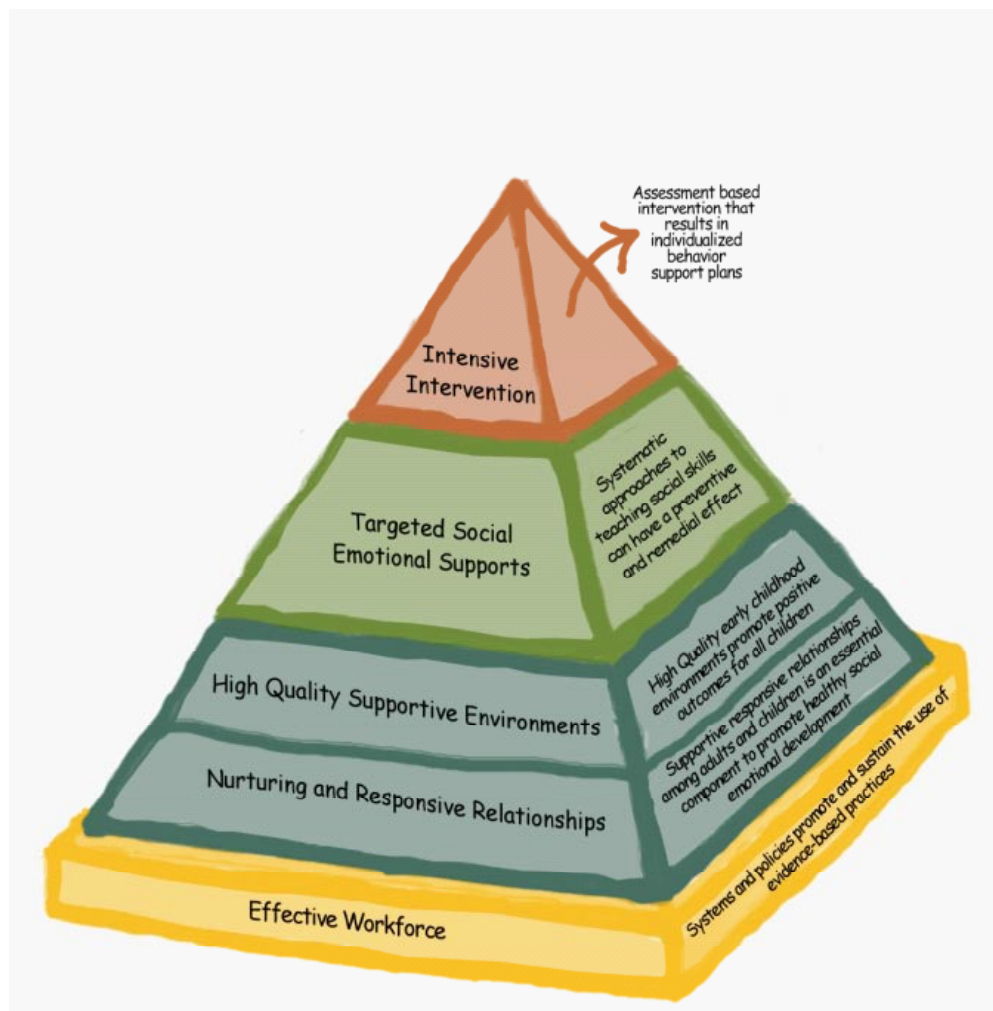 Assessment based
intervention that
results in
individualized
behavior
support plans
Intensive
Intervention
Systematic
approaches to
teaching social skills
can have a preventive
and remedial effect
Targeted Social
Emotional Supports
High Quality early childhood
environments promote positive
outcomes for all children
High Quality Supportive Environments
Supportive responsive relationships
among adults and children is an essential
component to promote healthy social
emotional development
Nurturing and Responsive Relationships
Systems and policies promote and sustain the use of
evidence-based practices
Effective Workforce